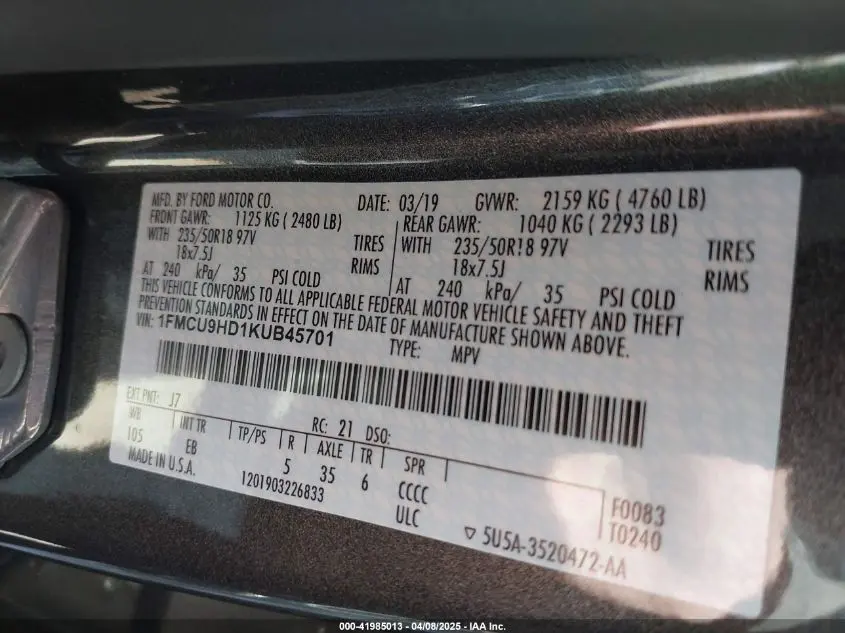 MFD. BY FORD MOTOR CO. DATE: 03/19 GVWR: 2159 KG ( 4760 LB)
FRONT GAWR: 1125 KG ( 2480 LB) REAR GAWR: 1040 KG ( 2293 LB)
WITH 235/50R18 97V TIRES WITH 235/50R18 97V TIRES
18x7.5J RIMS 18x7.5J RIMS
AT 240 kPa/ 35 PSI COLD AT 240 kPa/ 35 PSI COLD
THIS VEHICLE CONFORMS TO ALL APPLICABLE FEDERAL MOTOR VEHICLE SAFETY AND THEFT
PREVENTION STANDARDS IN EFFECT ON THE DATE OF MANUFACTURE SHOWN ABOVE.
VIN: 1FMCU9HD1KUB45701 TYPE: MPV
EXT PNT: J7 RC: 21 DSO:
WB INT TR TP/PS R AXLE TR SPR
105 EB 5 35 6 CCCC F0083
MADE IN U.S.A. 1201903226833 ULC T0240
5U5A-3520472-AA
000-41985013 - 04/08/2025 - IAA Inc.